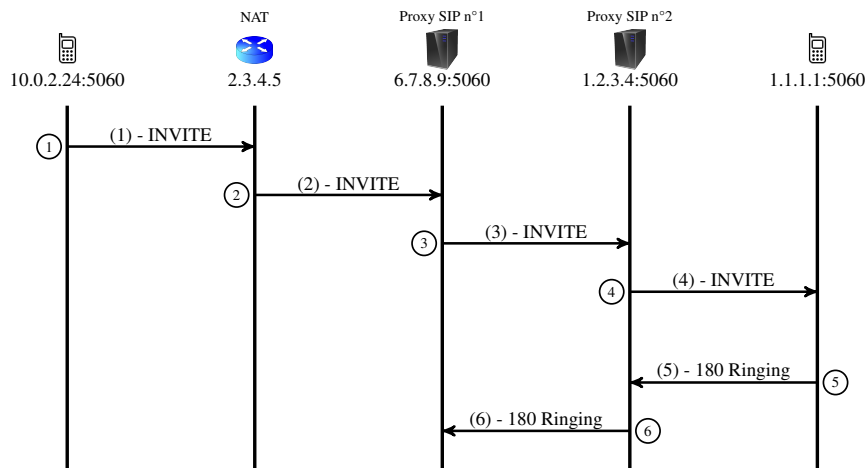 NAT
Proxy SIP n°1
Proxy SIP n°2
10.0.2.24:5060
2.3.4.5
6.7.8.9:5060
1.2.3.4:5060
1.1.1.1:5060
1
(1) - INVITE
2
(2) - INVITE
3
(3) - INVITE
4
(4) - INVITE
(5) - 180 Ringing
5
(6) - 180 Ringing
6